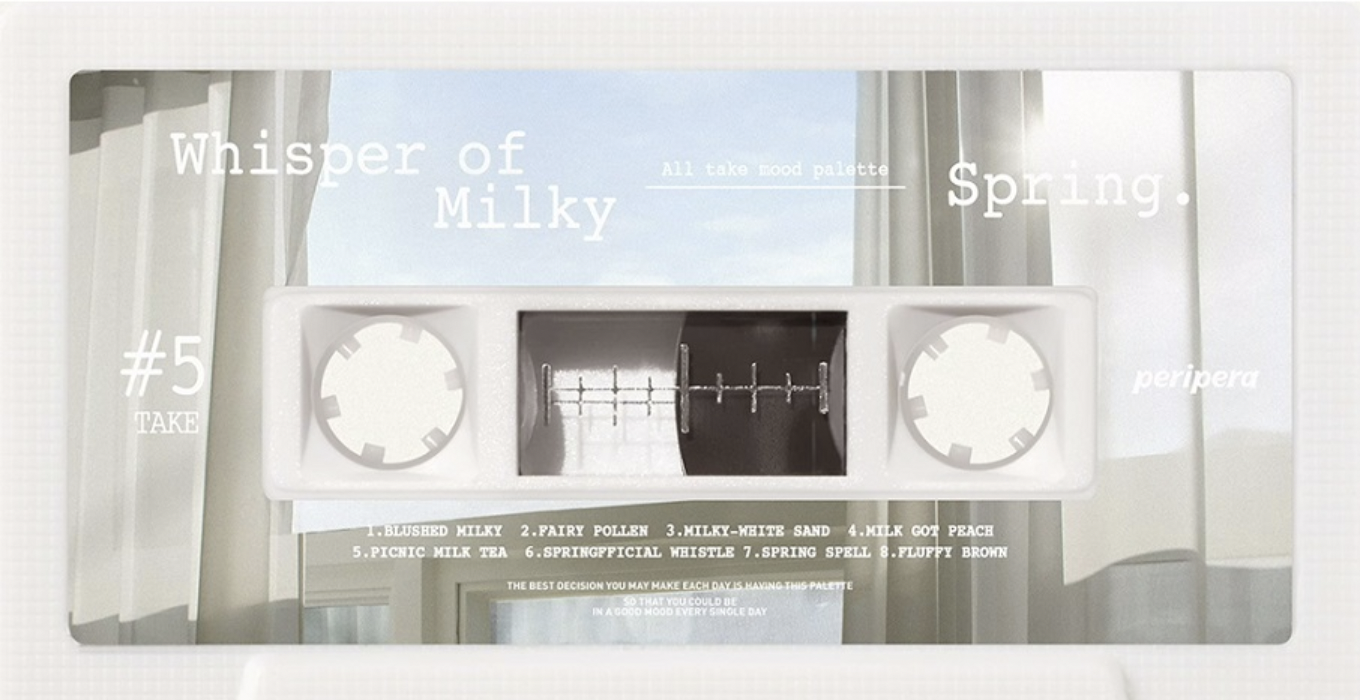 Whisper of
Milky
All take mood palette
Spring.
#5
TAKE
peripera
1.BLUSHED MILKY 2.FAIRY POLLEN 3.MILKY-WHITE SAND 4.MILK GOT PEACH
5.PICNIC MILK TEA 6.SPRINGFFICIAL WHISTLE 7.SPRING SPELL 8.FLUFFY BROWN
THE BEST DECISION YOU MAY MAKE EACH DAY IS HAVING THIS PALETTE
SO THAT YOU COULD BE
IN A GOOD MOOD EVERY SINGLE DAY